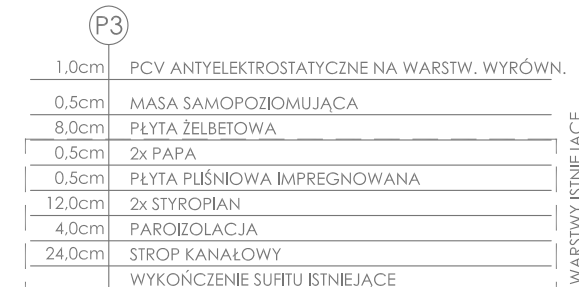 P3
1,0cm PCV ANTYELEKTROSTATYCZNE NA WARSTW. WYRÓWN.
0,5cm MASA SAMOPOZIOMUJĄCA
8,0cm PŁYTA ŻELBETOWA
0,5cm 2x PAPA
0,5cm PŁYTA PLIŚNIOWA IMPREGNOWANA
12,0cm 2x STYROPIAN
4,0cm PAROIZOLACJA
24,0cm STROP KANAŁOWY
WYKOŃCZENIE SUFITU ISTNIEJĄCE
WARSTWY ISTNIEJĄCE